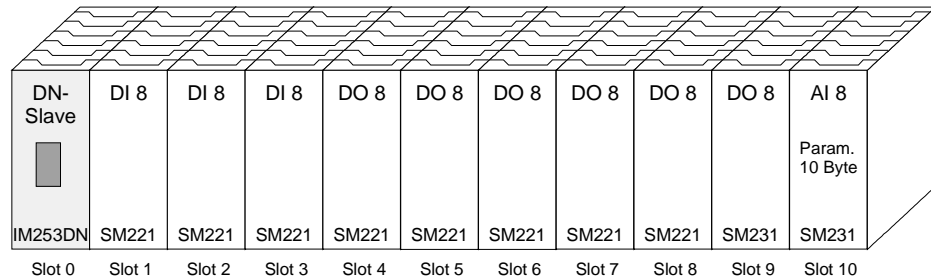 DN-
Slave
DI 8 DI 8 DI 8 DO 8 DO 8 DO 8 DO 8 DO 8 DO 8 AI 8
Param.
10 Byte
IM253DN SM221 SM221 SM221 SM221 SM221 SM221 SM221 SM221 SM231 SM231
Slot 0 Slot 1 Slot 2 Slot 3 Slot 4 Slot 5 Slot 6 Slot 7 Slot 8 Slot 9 Slot 10